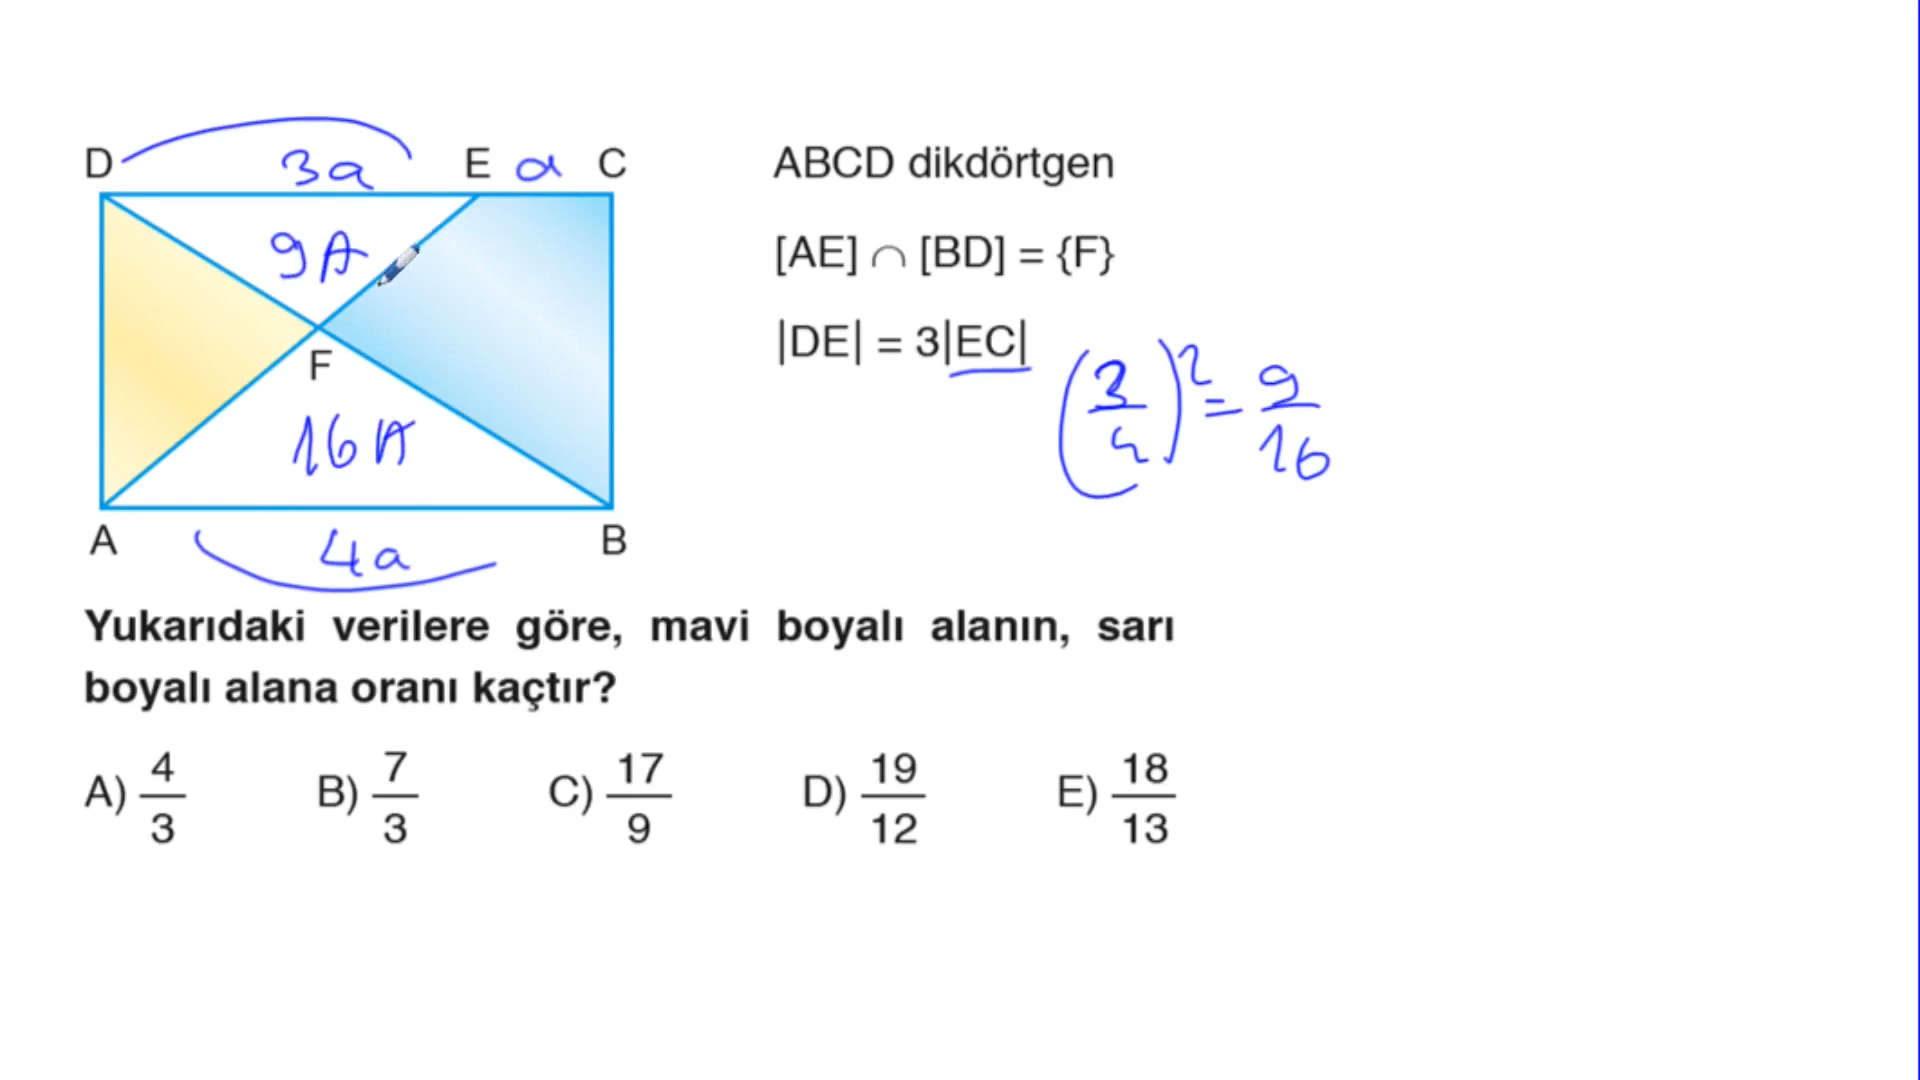 D 3a E a C
9A
F
16A
A B
4a
ABCD dikdörtgen
[AE] ∩ [BD] = {F}
|DE| = 3|EC|
(3/4)² = 9/16
Yukarıdaki verilere göre, mavi boyalı alanın, sarı
boyalı alana oranı kaçtır?
A) 4/3 B) 7/3 C) 17/9 D) 19/12 E) 18/13